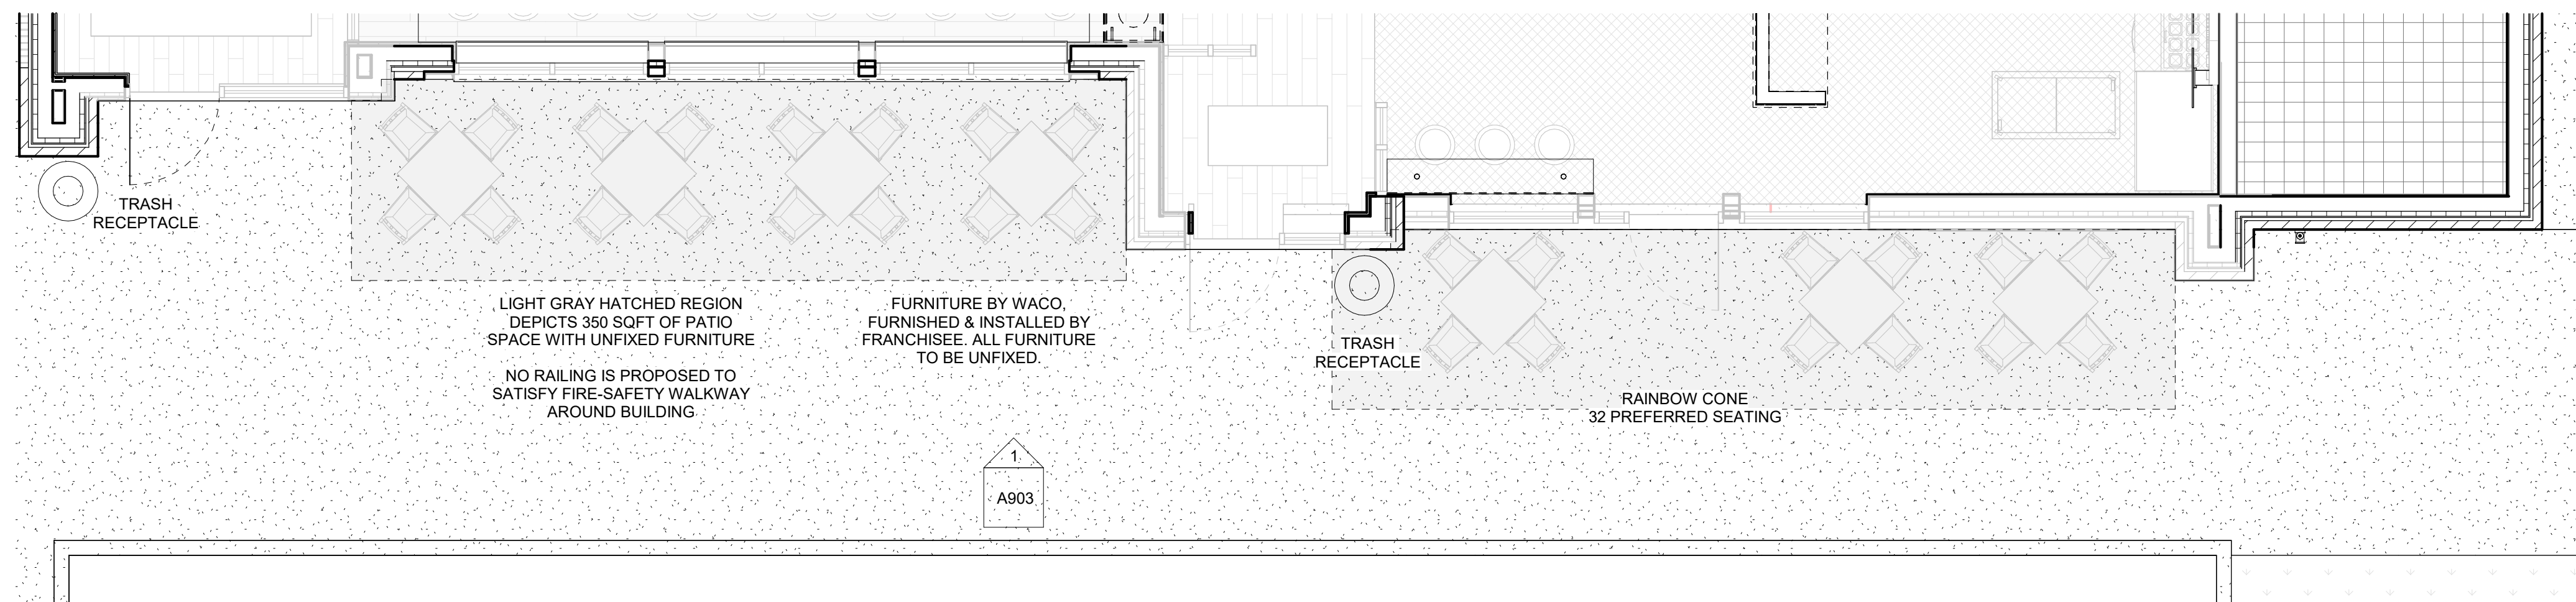 TRASH
RECEPTACLE
LIGHT GRAY HATCHED REGION
DEPICTS 350 SQFT OF PATIO
SPACE WITH UNFIXED FURNITURE
NO RAILING IS PROPOSED TO
SATISFY FIRE-SAFETY WALKWAY
AROUND BUILDING
FURNITURE BY WACO,
FURNISHED & INSTALLED BY
FRANCHISEE. ALL FURNITURE
TO BE UNFIXED.
1
A903
TRASH
RECEPTACLE
RAINBOW CONE
32 PREFERRED SEATING